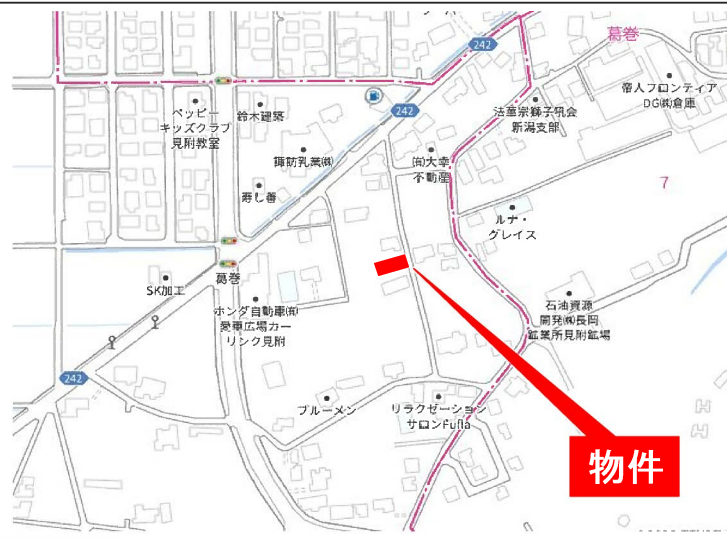 242
葛巻
帝人フロンティア
DG㈱倉庫
242
ペッピー
キッズクラブ
見附教室
鈴木建築
法華宗獅子吼会
新潟支部
諏訪乳業㈱
㈲大幸
不動産
寿し番
7
ルナ・
グレイス
葛巻
SK加工
ホンダ自動車㈲
愛車広場カー
リンク見附
石油資源
開発㈱長岡
鉱業所見附鉱場
242
ブルーメン
リラクゼーション
サロンFulla
物件